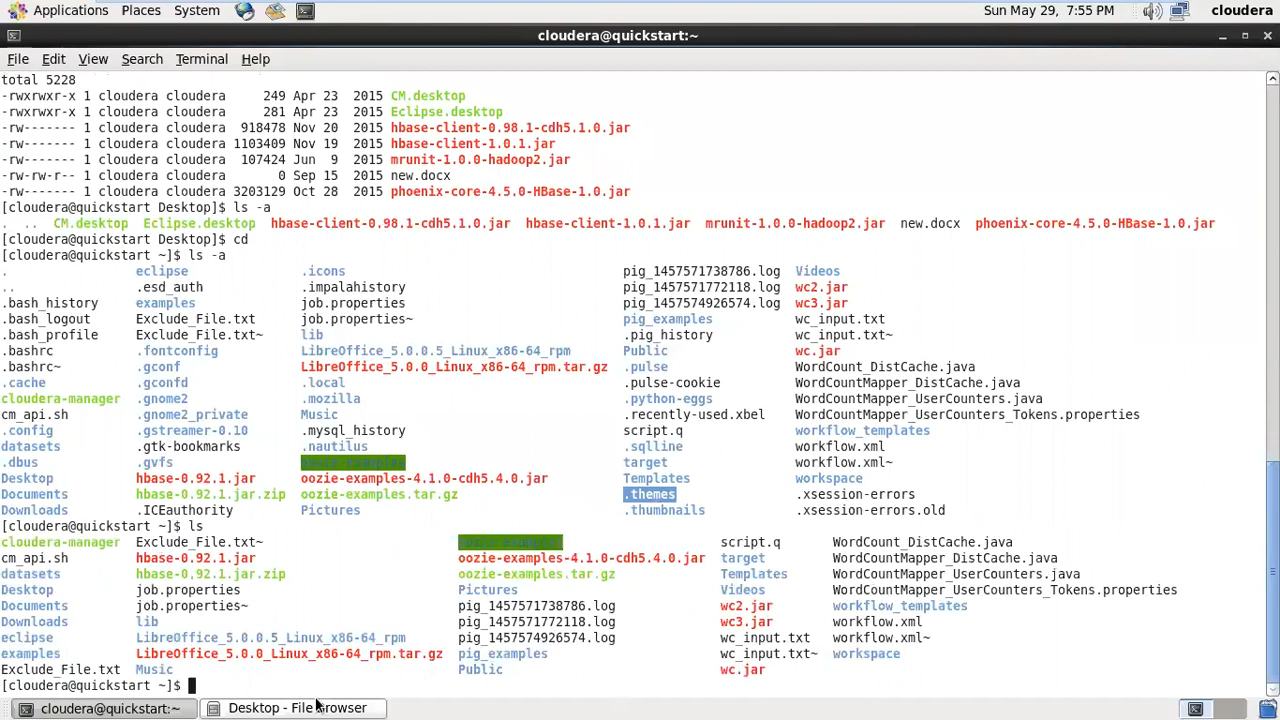 Applications Places System Sun May 29, 7:55 PM cloudera
cloudera@quickstart:~
File Edit View Search Terminal Help
total 5228
-rwxrwxr-x 1 cloudera cloudera 249 Apr 23 2015 CM.desktop
-rwxrwxr-x 1 cloudera cloudera 281 Apr 23 2015 Eclipse.desktop
-rw------- 1 cloudera cloudera 918478 Nov 20 2015 hbase-client-0.98.1-cdh5.1.0.jar
-rw------- 1 cloudera cloudera 1103409 Nov 19 2015 hbase-client-1.0.1.jar
-rw------- 1 cloudera cloudera 107424 Jun 9 2015 mrunit-1.0.0-hadoop2.jar
-rw-rw-r-- 1 cloudera cloudera 0 Sep 15 2015 new.docx
-rw------- 1 cloudera cloudera 3203129 Oct 28 2015 phoenix-core-4.5.0-HBase-1.0.jar
[cloudera@quickstart Desktop]$ ls -a
. .. CM.desktop Eclipse.desktop hbase-client-0.98.1-cdh5.1.0.jar hbase-client-1.0.1.jar mrunit-1.0.0-hadoop2.jar new.docx phoenix-core-4.5.0-HBase-1.0.jar
[cloudera@quickstart Desktop]$ cd
[cloudera@quickstart ~]$ ls -a
. eclipse .icons pig_1457571738786.log Videos
.. .esd_auth .impalahistory pig_1457571772118.log wc2.jar
.bash_history examples job.properties pig_1457574926574.log wc3.jar
.bash_logout Exclude_File.txt job.properties~ pig_examples wc_input.txt
.bash_profile Exclude_File.txt~ lib .pig_history wc_input.txt~
.bashrc .fontconfig LibreOffice_5.0.0.5_Linux_x86-64_rpm Public wc.jar
.bashrc~ .gconf LibreOffice_5.0.0_Linux_x86-64_rpm.tar.gz .pulse WordCount_DistCache.java
.cache .gconfd .local .pulse-cookie WordCountMapper_DistCache.java
cloudera-manager .gnome2 .mozilla .python-eggs WordCountMapper_UserCounters.java
cm_api.sh .gnome2_private Music .recently-used.xbel WordCountMapper_UserCounters_Tokens.properties
.config .gstreamer-0.10 .mysql_history script.q workflow_templates
datasets .gtk-bookmarks .nautilus .sqlline workflow.xml
.dbus .gvfs target workflow.xml~
Desktop hbase-0.92.1.jar oozie-examples-4.1.0-cdh5.4.0.jar Templates workspace
Documents hbase-0.92.1.jar.zip oozie-examples.tar.gz .themes .xsession-errors
Downloads .ICEauthority Pictures .thumbnails .xsession-errors.old
[cloudera@quickstart ~]$ ls
cloudera-manager Exclude_File.txt~ script.q WordCount_DistCache.java
cm_api.sh hbase-0.92.1.jar oozie-examples-4.1.0-cdh5.4.0.jar target WordCountMapper_DistCache.java
datasets hbase-0.92.1.jar.zip oozie-examples.tar.gz Templates WordCountMapper_UserCounters.java
Desktop job.properties Pictures Videos WordCountMapper_UserCounters_Tokens.properties
Documents job.properties~ pig_1457571738786.log wc2.jar workflow_templates
Downloads lib pig_1457571772118.log wc3.jar workflow.xml
eclipse LibreOffice_5.0.0.5_Linux_x86-64_rpm pig_1457574926574.log wc_input.txt workflow.xml~
examples LibreOffice_5.0.0_Linux_x86-64_rpm.tar.gz pig_examples wc_input.txt~ workspace
Exclude_File.txt Music Public wc.jar
[cloudera@quickstart ~]$
cloudera@quickstart:~ Desktop - File Browser